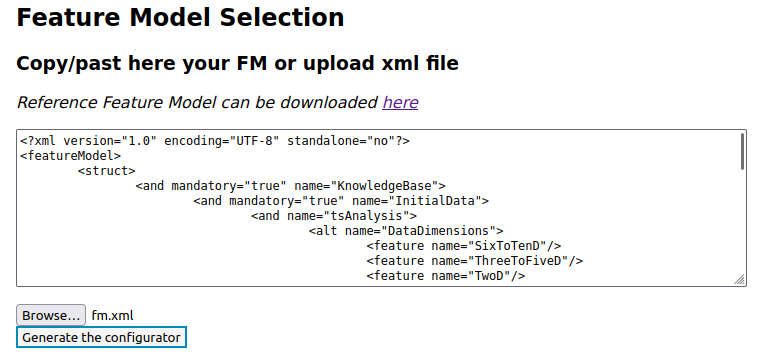 Feature Model Selection
Copy/past here your FM or upload xml file
Reference Feature Model can be downloaded here
<?xml version="1.0" encoding="UTF-8" standalone="no"?>
<featureModel>
<struct>
<and mandatory="true" name="KnowledgeBase">
<and mandatory="true" name="InitialData">
<and name="tsAnalysis">
<alt name="DataDimensions">
<feature name="SixToTenD"/>
<feature name="ThreeToFiveD"/>
<feature name="TwoD"/>
Browse... fm.xml
Generate the configurator